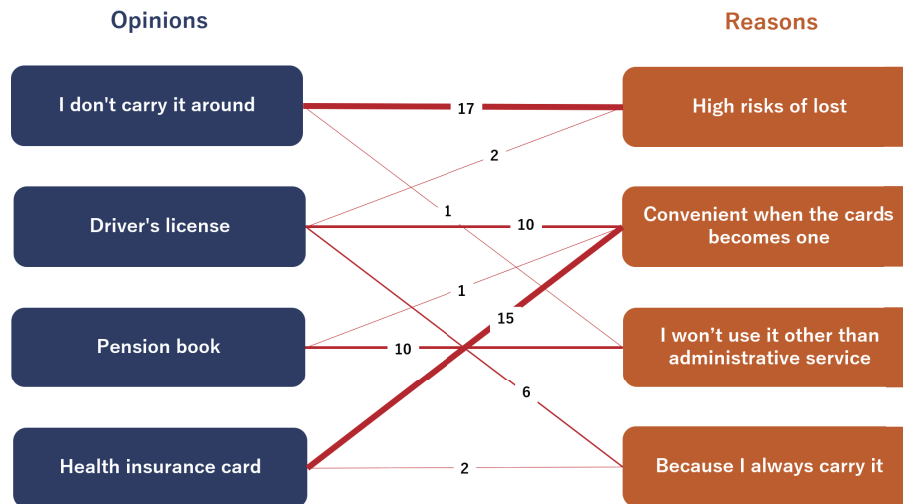 Opinions
Reasons
I don't carry it around
17
High risks of lost
2
Driver's license
1
10
Convenient when the cards
becomes one
1
15
Pension book
10
I won’t use it other than
administrative service
6
Health insurance card
2
Because I always carry it